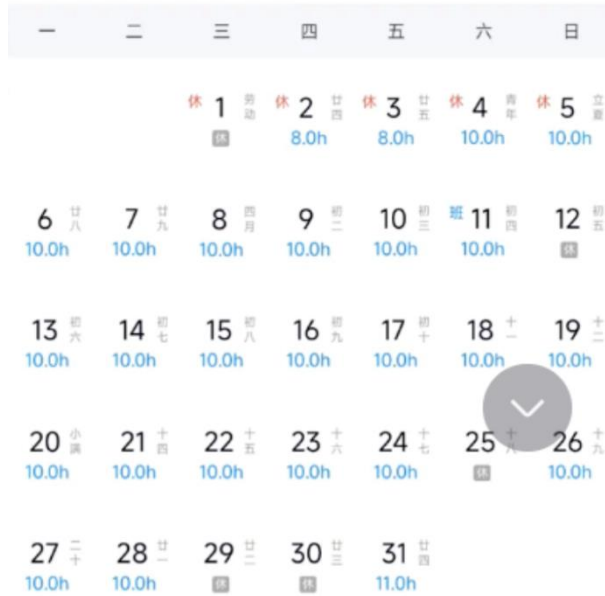 一 二 三 四 五 六 日
休 1 劳动 休 2 廿四 休 3 廿五 休 4 青年 休 5 立夏
休 8.0h 8.0h 10.0h 10.0h
6 廿八 7 廿九 8 四月 9 初二 10 初三 班 11 初四 12 初五
10.0h 10.0h 10.0h 10.0h 10.0h 10.0h 休
13 初六 14 初七 15 初八 16 初九 17 初十 18 十一 19 十二
10.0h 10.0h 10.0h 10.0h 10.0h 10.0h 10.0h
20 小满 21 十四 22 十五 23 十六 24 十七 25 十八 26 十九
10.0h 10.0h 10.0h 10.0h 10.0h 休 10.0h
27 二十 28 廿一 29 廿二 30 廿三 31 廿四
10.0h 10.0h 休 休 11.0h